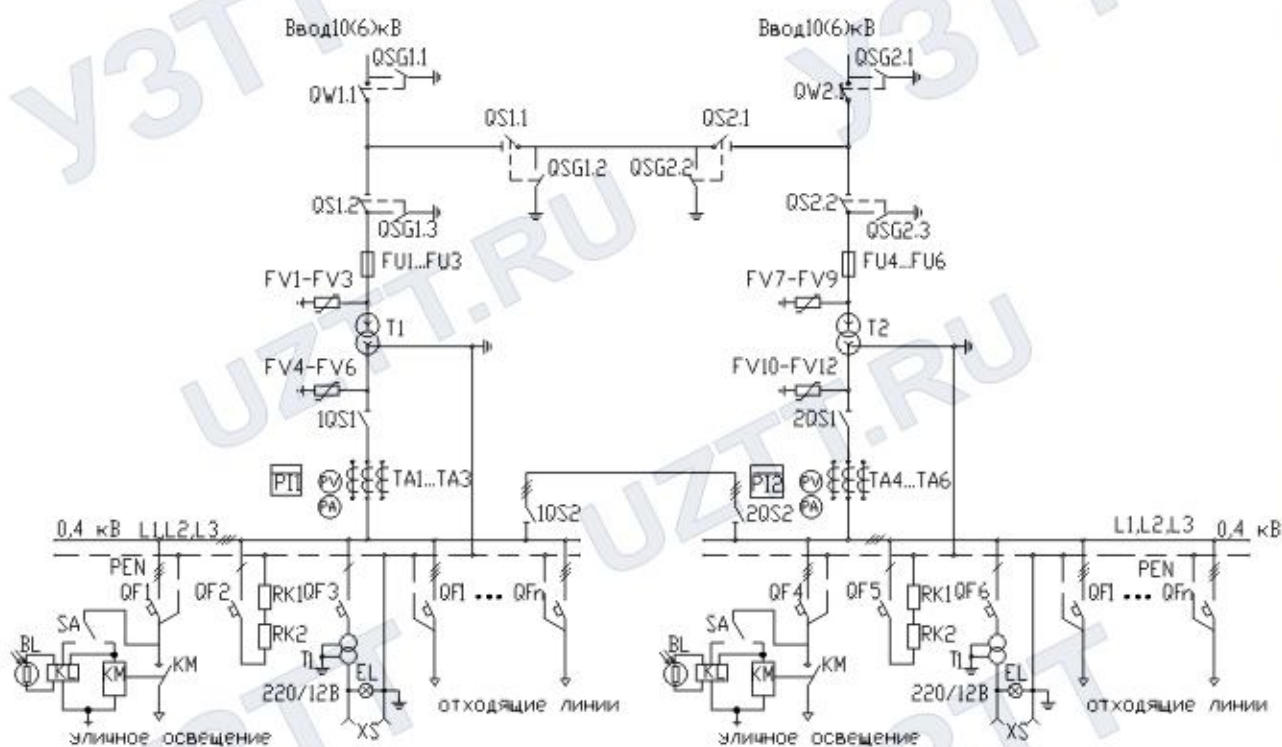 Ввод10(6)кВ Ввод10(6)кВ
QSG1.1 QSG2.1
QW1.1 QW2.1
QS1.1 QS2.1
QSG1.2 QSG2.2
QS1.2 QS2.2
QSG1.3 QSG2.3
FU1...FU3 FU4...FU6
FV1-FV3 FV7-FV9
T1 T2
FV4-FV6 FV10-FV12
1QS1 2QS1
PI1 PV TA1...TA3 PI2 PV TA4...TA6
PA PA
1QS2 2QS2
0,4 кВ L1,L2,L3 L1,L2,L3 0,4 кВ
PEN PEN
QF1 QF2 RK1 QF3 QF1 ... QFn QF4 QF5 RK1 QF6 QF1 ... QFn
SA RK2 SA RK2
BL T1 BL T1
KL KM KM EL KL KM KM EL
220/12В 220/12В
отходящие линии отходящие линии
XS XS
уличное освещение уличное освещение
УЗТТ
УЗТТ
UZTT.RU
UZTT.RU